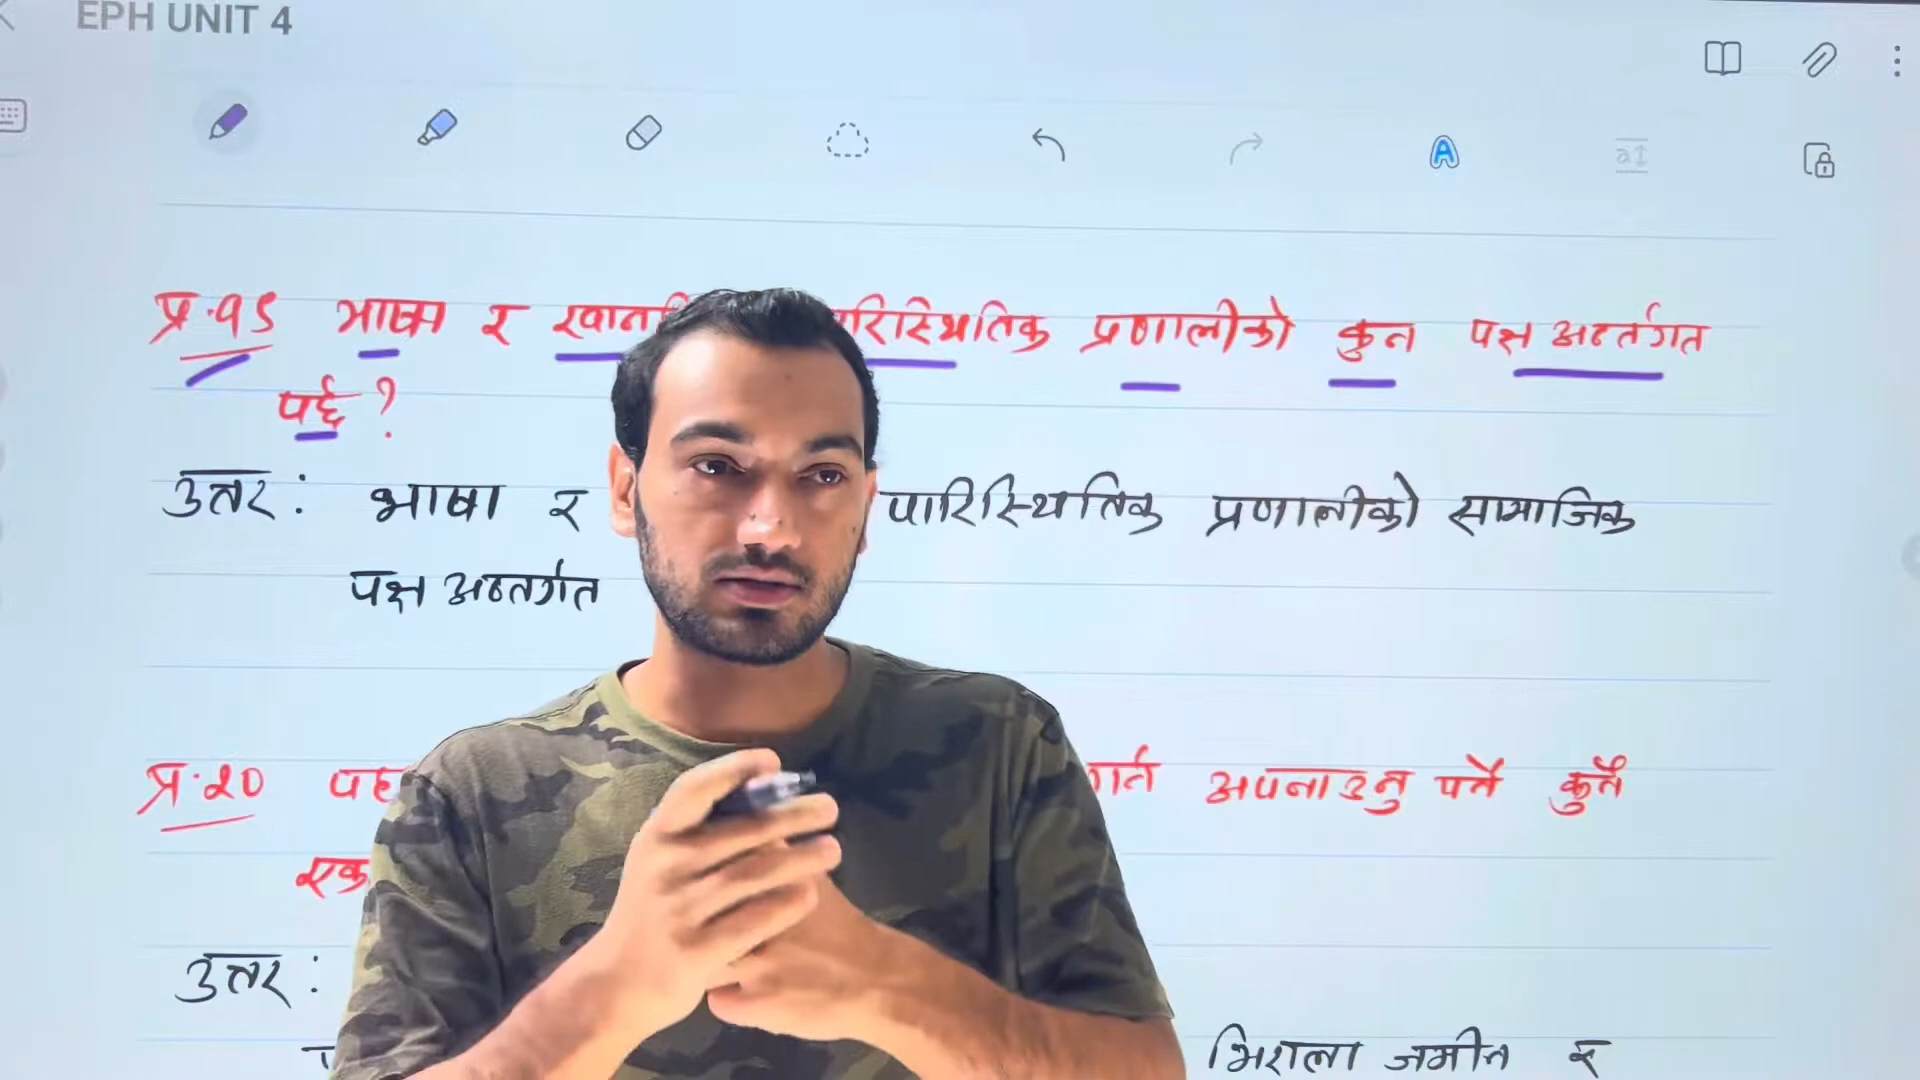 EPH UNIT 4
प्र.१९ भाषा र पारिस्थितिक प्रणालीको कुन पक्ष अन्तर्गत
पर्छ ?
उत्तर : भाषा र पारिस्थितिक प्रणालीको सामाजिक
पक्ष अन्तर्गत
प्र.२० अपनाउनु पर्ने कुनै
एक
उत्तर :
भिराला जमीन र